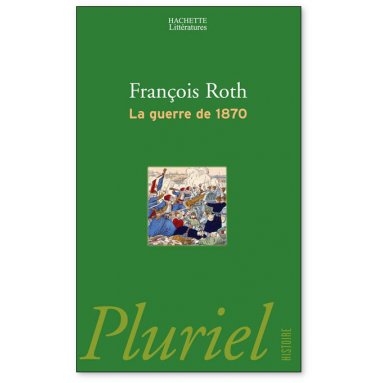 HACHETTE
Littératures
François Roth
La guerre de 1870
Pluriel
HISTOIRE